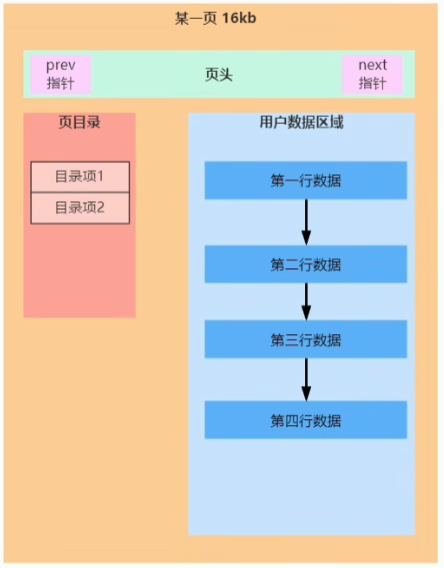 某一页 16kb
prev
指针
页头
next
指针
页目录
目录项1
目录项2
用户数据区域
第一行数据
第二行数据
第三行数据
第四行数据